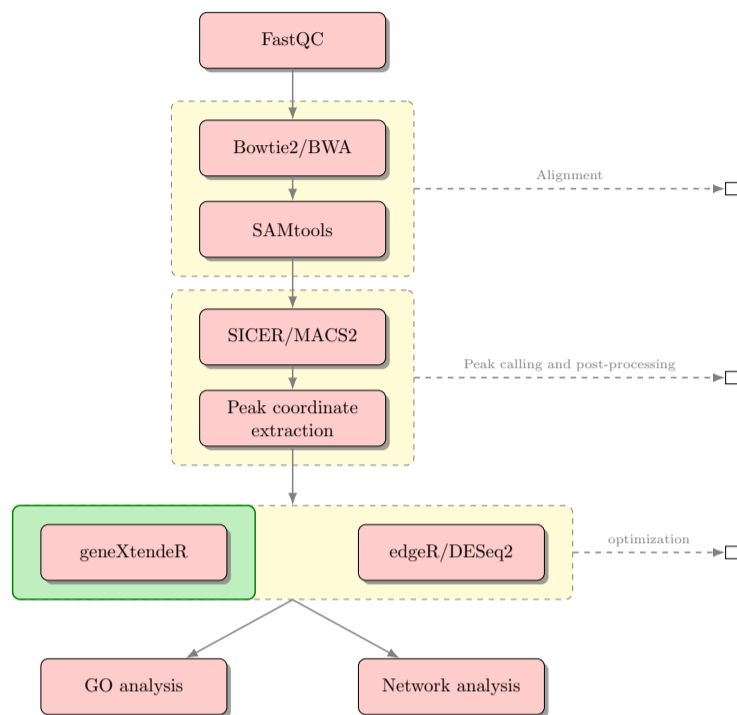 FastQC
Bowtie2/BWA
Alignment
SAMtools
SICER/MACS2
Peak calling and post-processing
Peak coordinate
extraction
geneXtendeR
edgeR/DESeq2
optimization
GO analysis
Network analysis